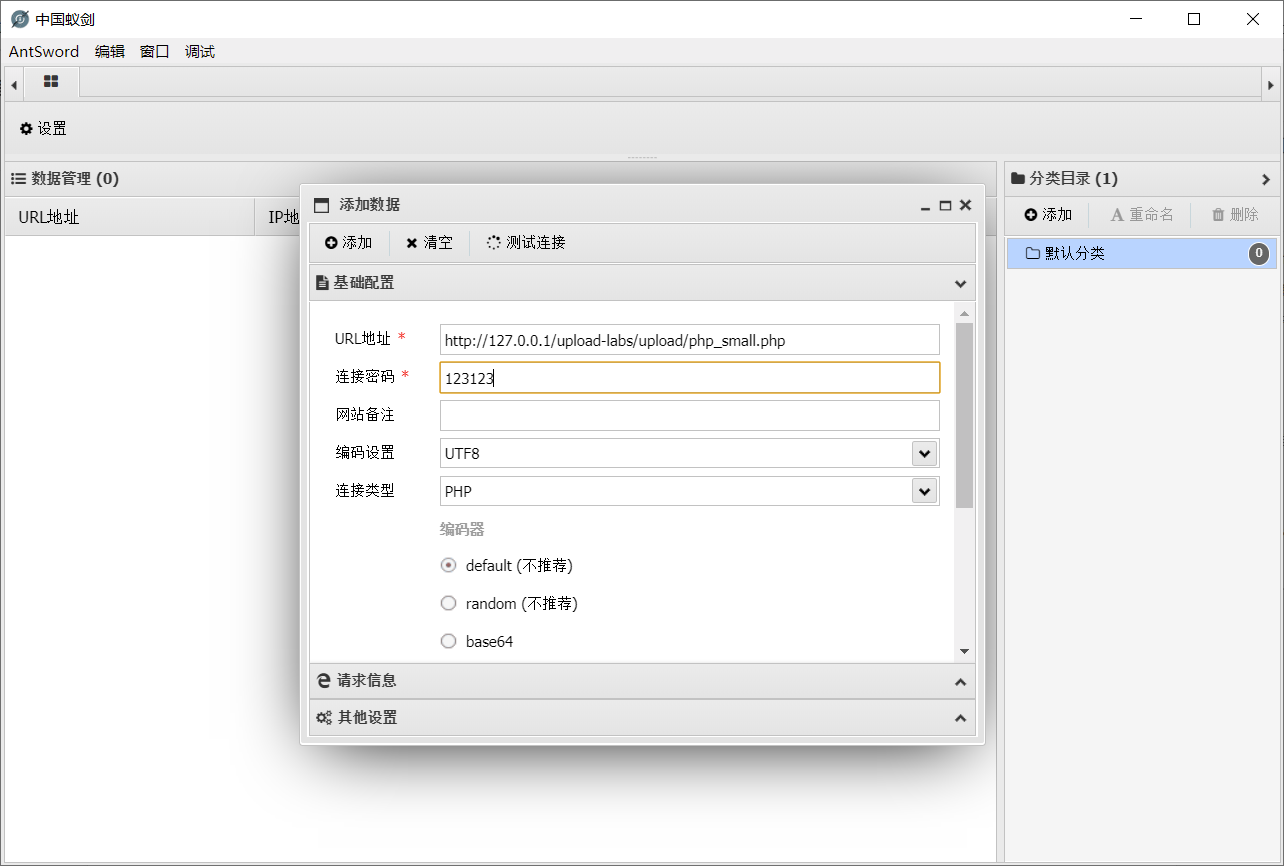 中国蚁剑
AntSword 编辑 窗口 调试
设置
数据管理 (0)
URL地址 IP地
分类目录 (1)
添加 重命名 删除
默认分类 0
添加数据
添加 清空 测试连接
基础配置
URL地址 * http://127.0.0.1/upload-labs/upload/php_small.php
连接密码 * 123123
网站备注
编码设置 UTF8
连接类型 PHP
编码器
default (不推荐)
random (不推荐)
base64
请求信息
其他设置